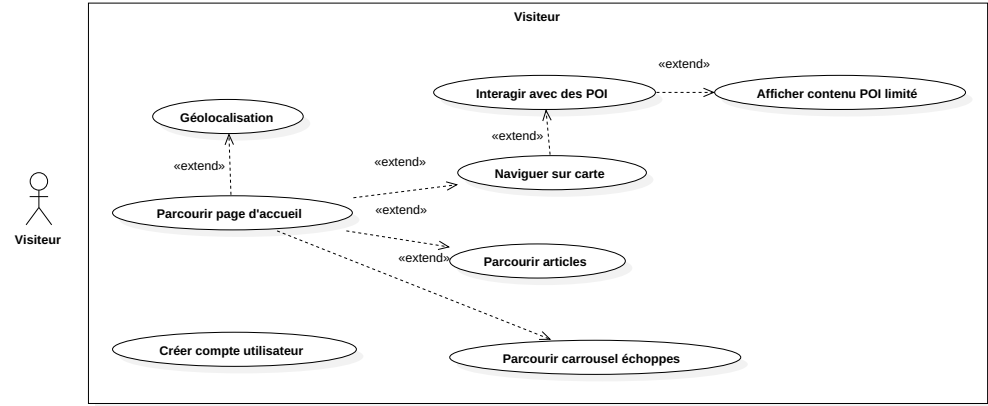 Visiteur
«extend»
Interagir avec des POI
Afficher contenu POI limité
Géolocalisation
«extend»
«extend»
«extend»
Naviguer sur carte
Parcourir page d'accueil
«extend»
Visiteur
«extend»
Parcourir articles
Créer compte utilisateur
Parcourir carrousel échoppes